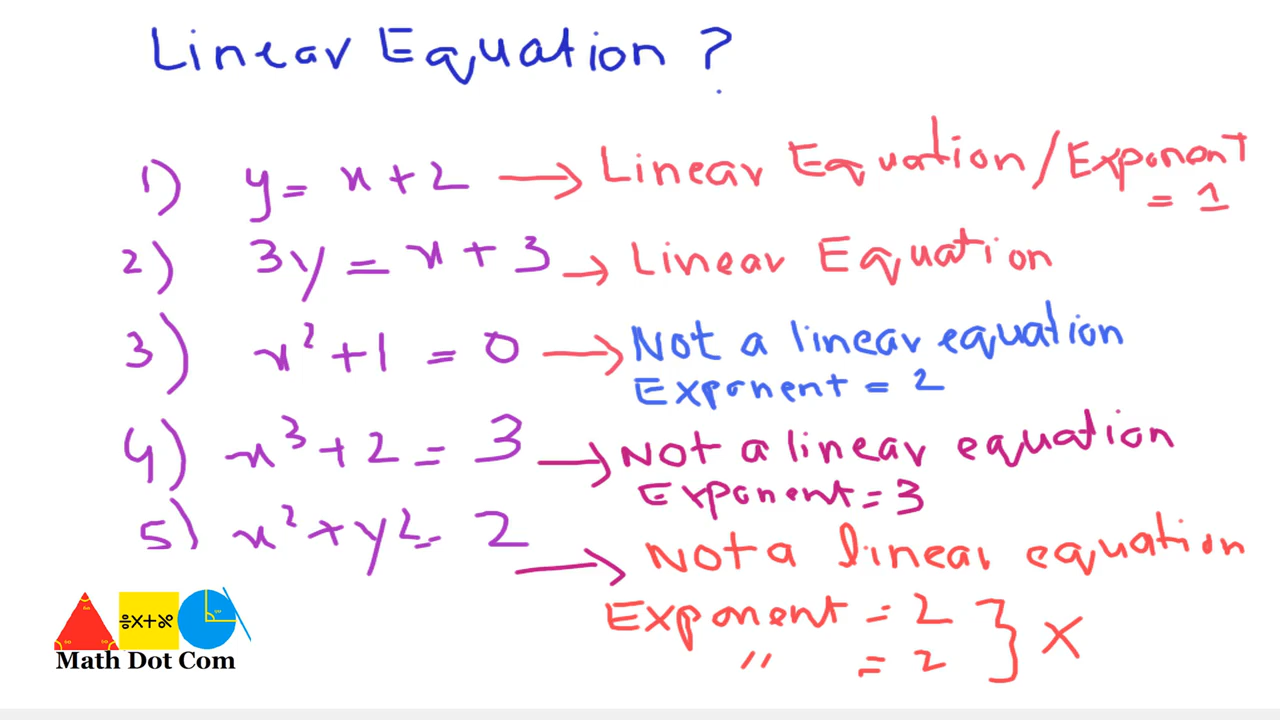 Linear Equation ?
1) y = x + 2 → Linear Equation / Exponent = 1
2) 3y = x + 3 → Linear Equation
3) x² + 1 = 0 → Not a linear equation
Exponent = 2
4) x³ + 2 = 3 → Not a linear equation
Exponent = 3
5) x² + y² = 2 → Not a linear equation
Exponent = 2
" = 2 } X
÷X+%
Math Dot Com